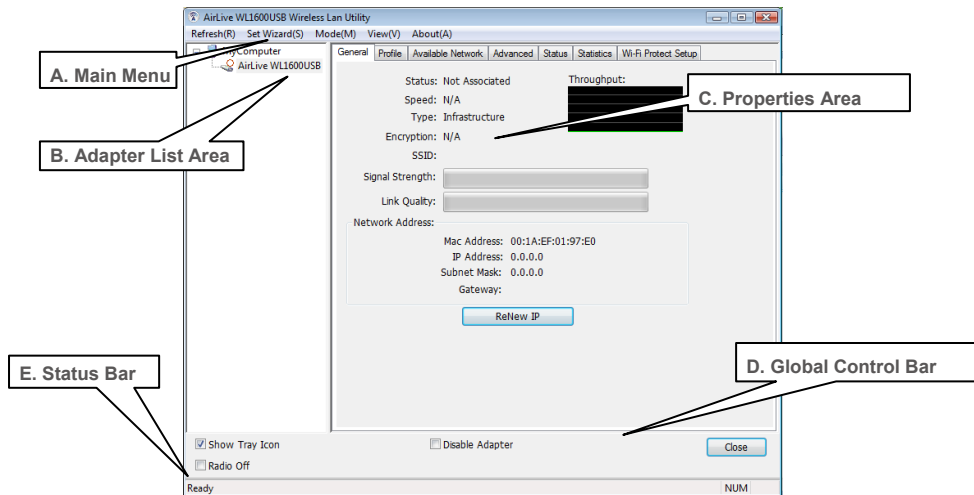 AirLive WL1600USB Wireless Lan Utility
Refresh(R) Set Wizard(S) Mode(M) View(V) About(A)
AirLive WL1600USB
General Profile Available Network Advanced Status Statistics Wi-Fi Protect Setup
A. Main Menu
B. Adapter List Area
C. Properties Area
Status: Not Associated
Throughput:
Speed: N/A
Type: Infrastructure
Encryption: N/A
SSID:
Signal Strength:
Link Quality:
Network Address:
Mac Address: 00:1A:EF:01:97:E0
IP Address: 0.0.0.0
Subnet Mask: 0.0.0.0
Gateway:
ReNew IP
E. Status Bar
D. Global Control Bar
Show Tray Icon
Disable Adapter
Close
Radio Off
Ready
NUM